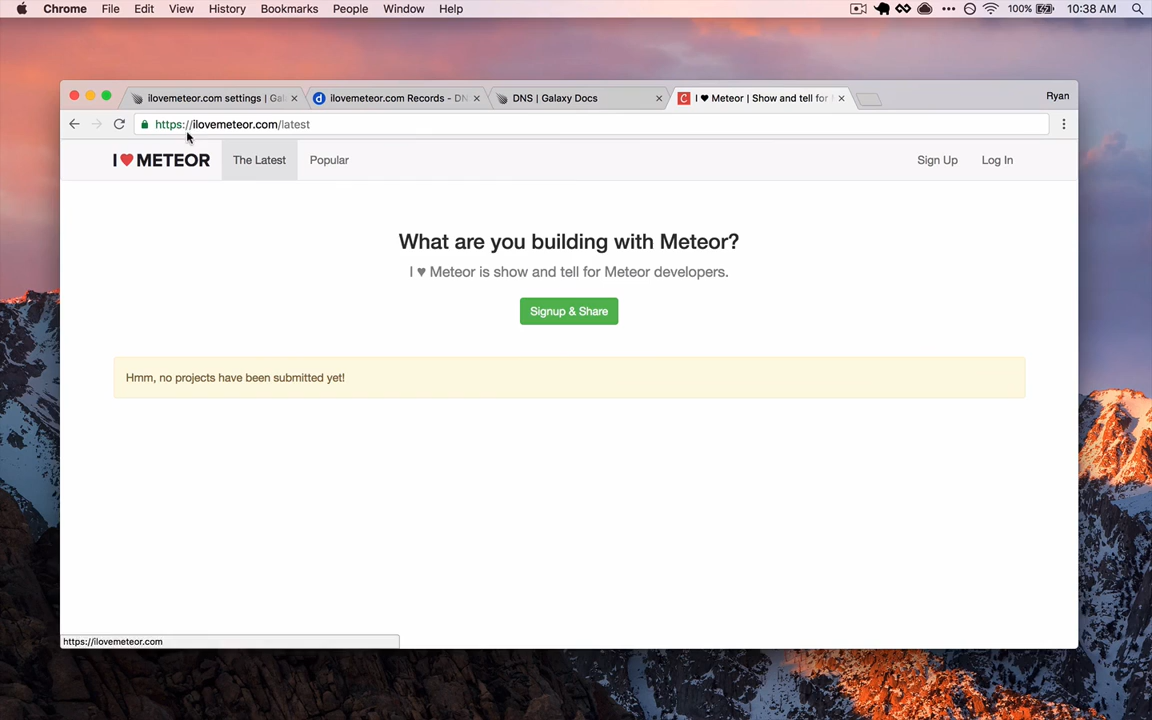 Chrome File Edit View History Bookmarks People Window Help 100% 10:38 AM
ilovemeteor.com settings | Gal
ilovemeteor.com Records - DN
DNS | Galaxy Docs
I ♥ Meteor | Show and tell for
Ryan
https://ilovemeteor.com/latest
I ♥ METEOR The Latest Popular Sign Up Log In
What are you building with Meteor?
I ♥ Meteor is show and tell for Meteor developers.
Signup & Share
Hmm, no projects have been submitted yet!
https://ilovemeteor.com